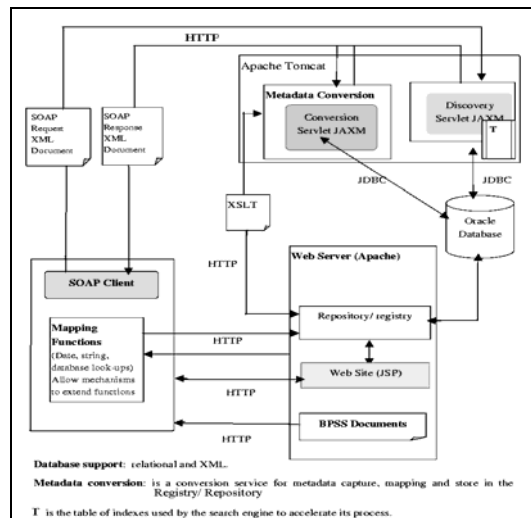 HTTP
Apache Tomcat
SOAP
Request
XML
Document
SOAP
Response
XML
Document
Metadata Conversion
Conversion
Servlet JAXM
Discovery
Servlet JAXM
T
JDBC
JDBC
XSLT
Oracle
Database
HTTP
Web Server (Apache)
SOAP Client
Repository/ registry
Mapping
Functions
(Date, string,
database look-ups)
Allow mechanisms
to extend functions
HTTP
Web Site (JSP)
HTTP
BPSS Documents
HTTP
Database support: relational and XML.
Metadata conversion: is a conversion service for metadata capture, mapping and store in the
Registry/ Repository
T is the table of indexes used by the search engine to accelerate its process.